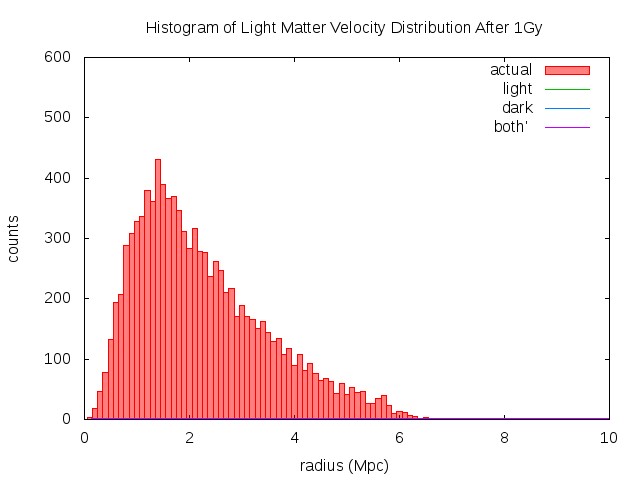 Histogram of Light Matter Velocity Distribution After 1Gy
600
500
400
300
200
100
0
counts
actual
light
dark
both'
0 2 4 6 8 10
radius (Mpc)